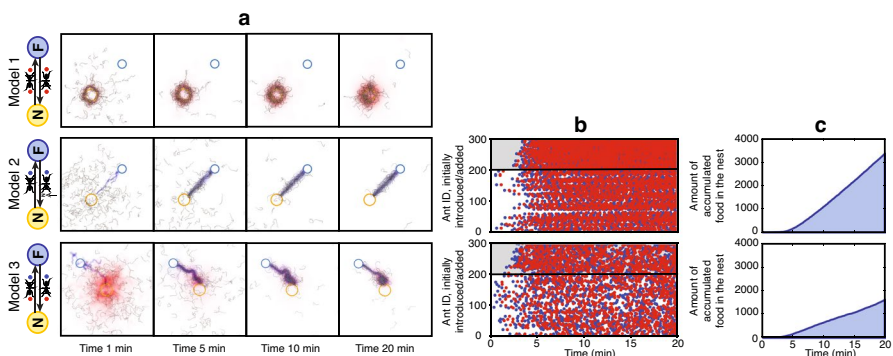 a
Model 1
F
N
Model 2
F
N
Model 3
F
N
Time 1 min
Time 5 min
Time 10 min
Time 20 min
b
Ant ID, initially
introduced/added
300
200
100
0
Ant ID, initially
introduced/added
300
200
100
0
0
5
10
15
20
Time (min)
c
Amount of
accumulated
food in the nest
4000
3000
2000
1000
0
Amount of
accumulated
food in the nest
4000
3000
2000
1000
0
0
5
10
15
20
Time (min)